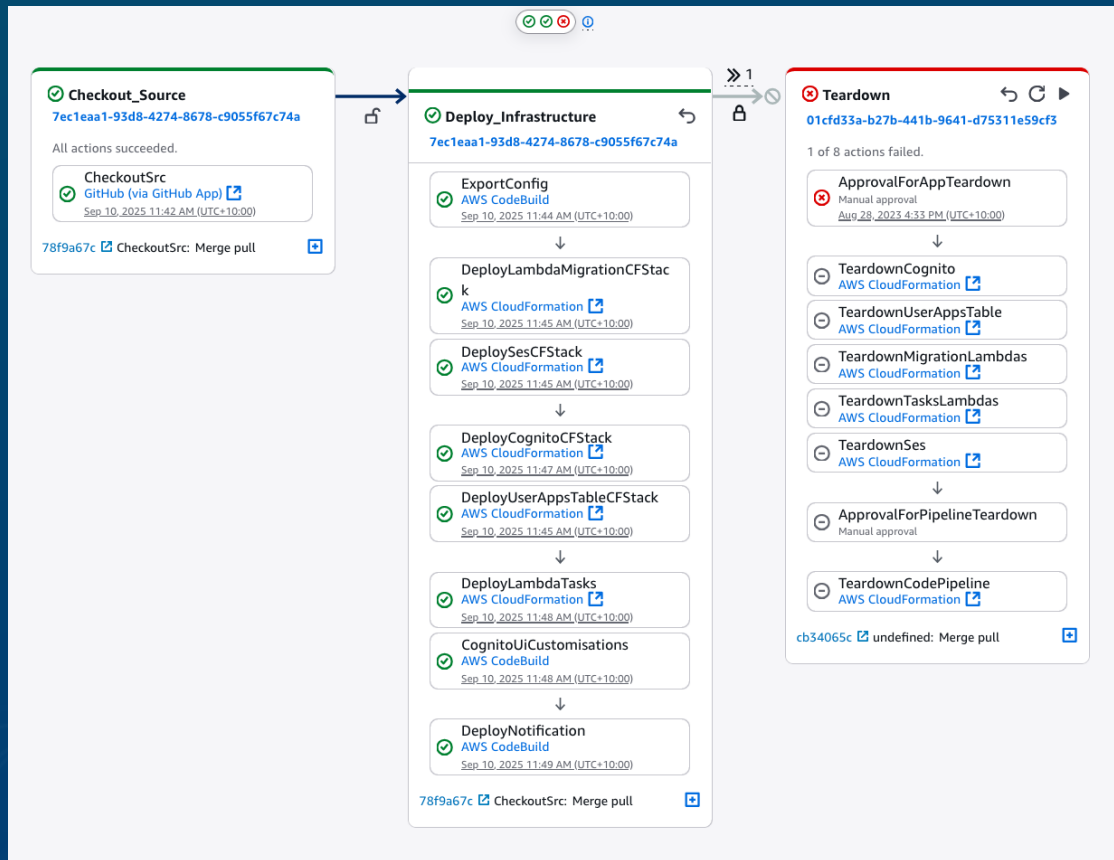 Checkout_Source
7ec1eaa1-93d8-4274-8678-c9055f67c74a
All actions succeeded.
CheckoutSrc
GitHub (via GitHub App)
Sep 10, 2025 11:42 AM (UTC+10:00)
78f9a67c CheckoutSrc: Merge pull
Deploy_Infrastructure
7ec1eaa1-93d8-4274-8678-c9055f67c74a
ExportConfig
AWS CodeBuild
Sep 10, 2025 11:44 AM (UTC+10:00)
DeployLambdaMigrationCFStac
k
AWS CloudFormation
Sep 10, 2025 11:45 AM (UTC+10:00)
DeploySesCFStack
AWS CloudFormation
Sep 10, 2025 11:45 AM (UTC+10:00)
DeployCognitoCFStack
AWS CloudFormation
Sep 10, 2025 11:47 AM (UTC+10:00)
DeployUserAppsTableCFStack
AWS CloudFormation
Sep 10, 2025 11:45 AM (UTC+10:00)
DeployLambdaTasks
AWS CloudFormation
Sep 10, 2025 11:48 AM (UTC+10:00)
CognitoUiCustomisations
AWS CodeBuild
Sep 10, 2025 11:48 AM (UTC+10:00)
DeployNotification
AWS CodeBuild
Sep 10, 2025 11:49 AM (UTC+10:00)
78f9a67c CheckoutSrc: Merge pull
1
Teardown
01cfd33a-b27b-441b-9641-d75311e59cf3
1 of 8 actions failed.
ApprovalForAppTeardown
Manual approval
Aug 28, 2023 4:33 PM (UTC+10:00)
TeardownCognito
AWS CloudFormation
TeardownUserAppsTable
AWS CloudFormation
TeardownMigrationLambdas
AWS CloudFormation
TeardownTasksLambdas
AWS CloudFormation
TeardownSes
AWS CloudFormation
ApprovalForPipelineTeardown
Manual approval
TeardownCodePipeline
AWS CloudFormation
cb34065c undefined: Merge pull